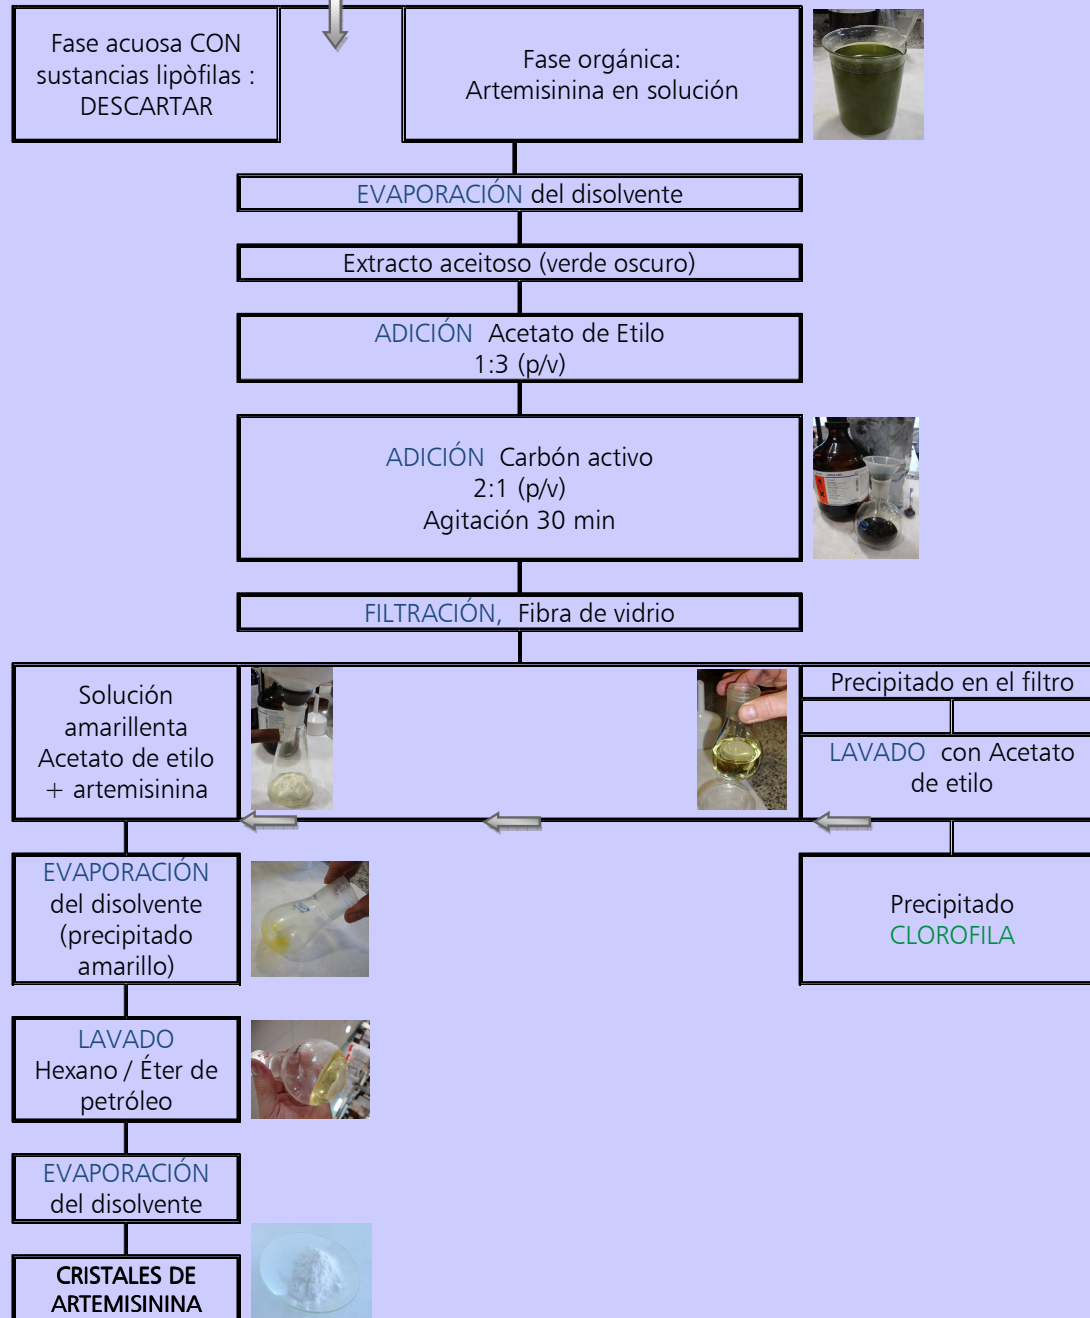 Fase acuosa CON
sustancias lipòfilas :
DESCARTAR
Fase orgánica:
Artemisinina en solución
EVAPORACIÓN del disolvente
Extracto aceitoso (verde oscuro)
ADICIÓN Acetato de Etilo
1:3 (p/v)
ADICIÓN Carbón activo
2:1 (p/v)
Agitación 30 min
FILTRACIÓN, Fibra de vidrio
Solución
amarillenta
Acetato de etilo
+ artemisinina
Precipitado en el filtro
LAVADO con Acetato
de etilo
EVAPORACIÓN
del disolvente
(precipitado
amarillo)
Precipitado
CLOROFILA
LAVADO
Hexano / Éter de
petróleo
EVAPORACIÓN
del disolvente
CRISTALES DE
ARTEMISININA